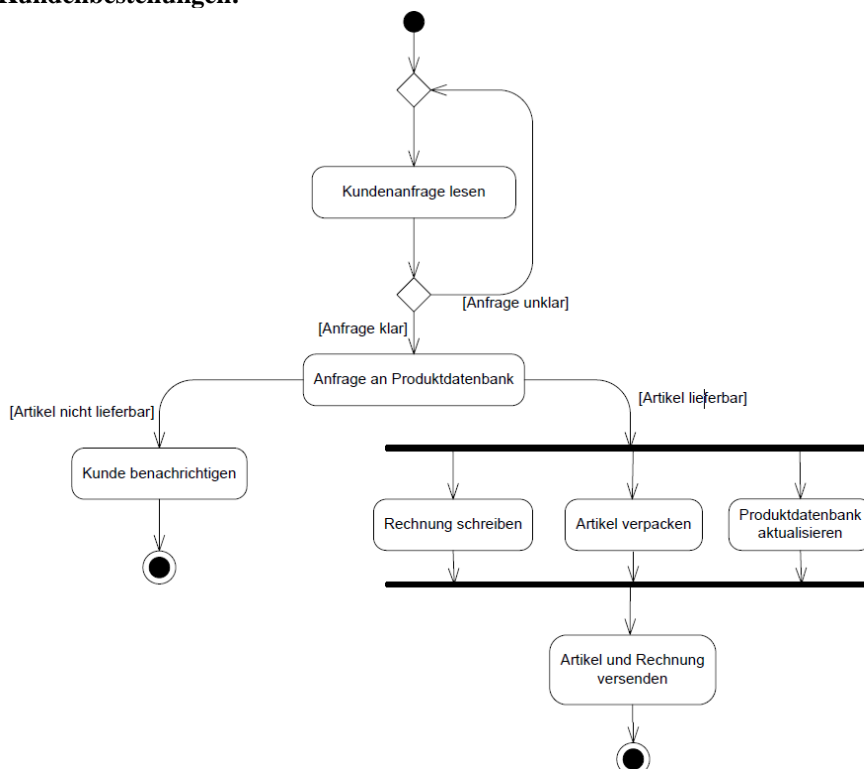 Kundenbestellungen:
Kundenanfrage lesen
[Anfrage unklar]
[Anfrage klar]
Anfrage an Produktdatenbank
[Artikel nicht lieferbar]
[Artikel lieferbar]
Kunde benachrichtigen
Rechnung schreiben
Artikel verpacken
Produktdatenbank
aktualisieren
Artikel und Rechnung
versenden